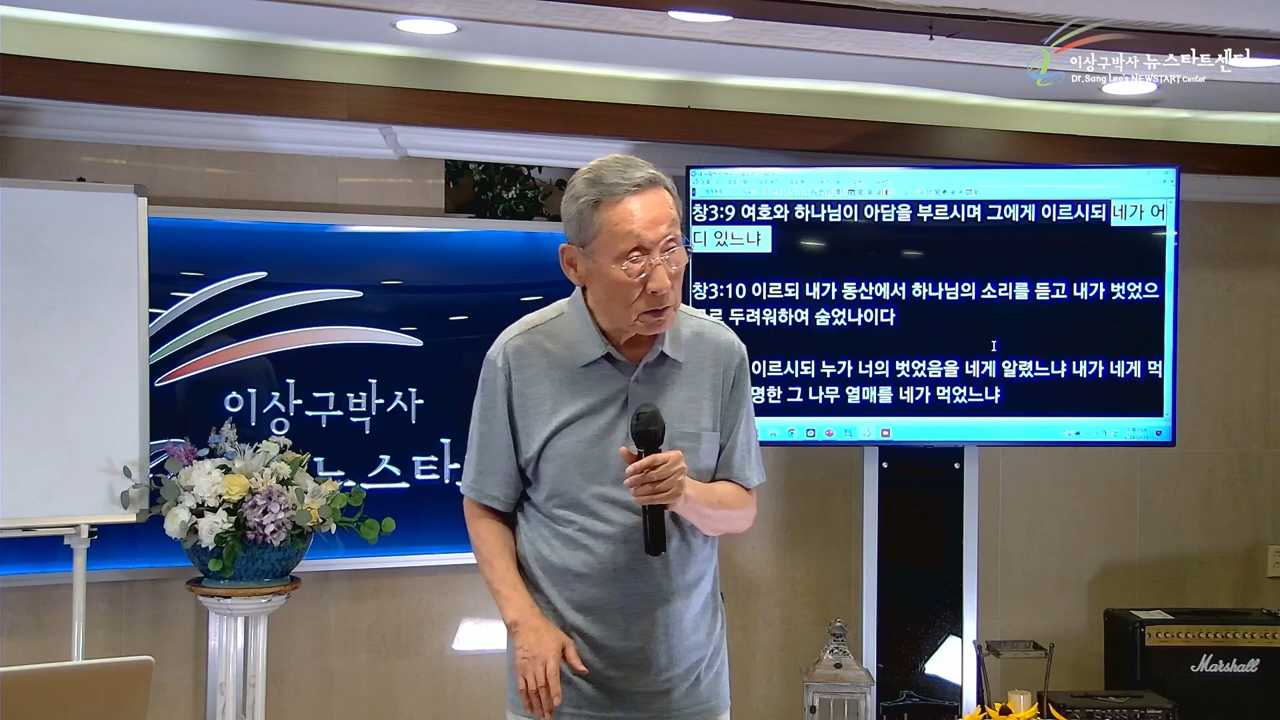 이상구박사 뉴스타트센터
Dr. Sang Lee's NEWSTART Center
창3:9 여호와 하나님이 아담을 부르시며 그에게 이르시되 네가 어
디 있느냐
창3:10 이르되 내가 동산에서 하나님의 소리를 듣고 내가 벗었으
로 두려워하여 숨었나이다
이르시되 누가 너의 벗었음을 네게 알렸느냐 내가 네게 먹
명한 그 나무 열매를 네가 먹었느냐
이상구박사
뉴스타
Marshall